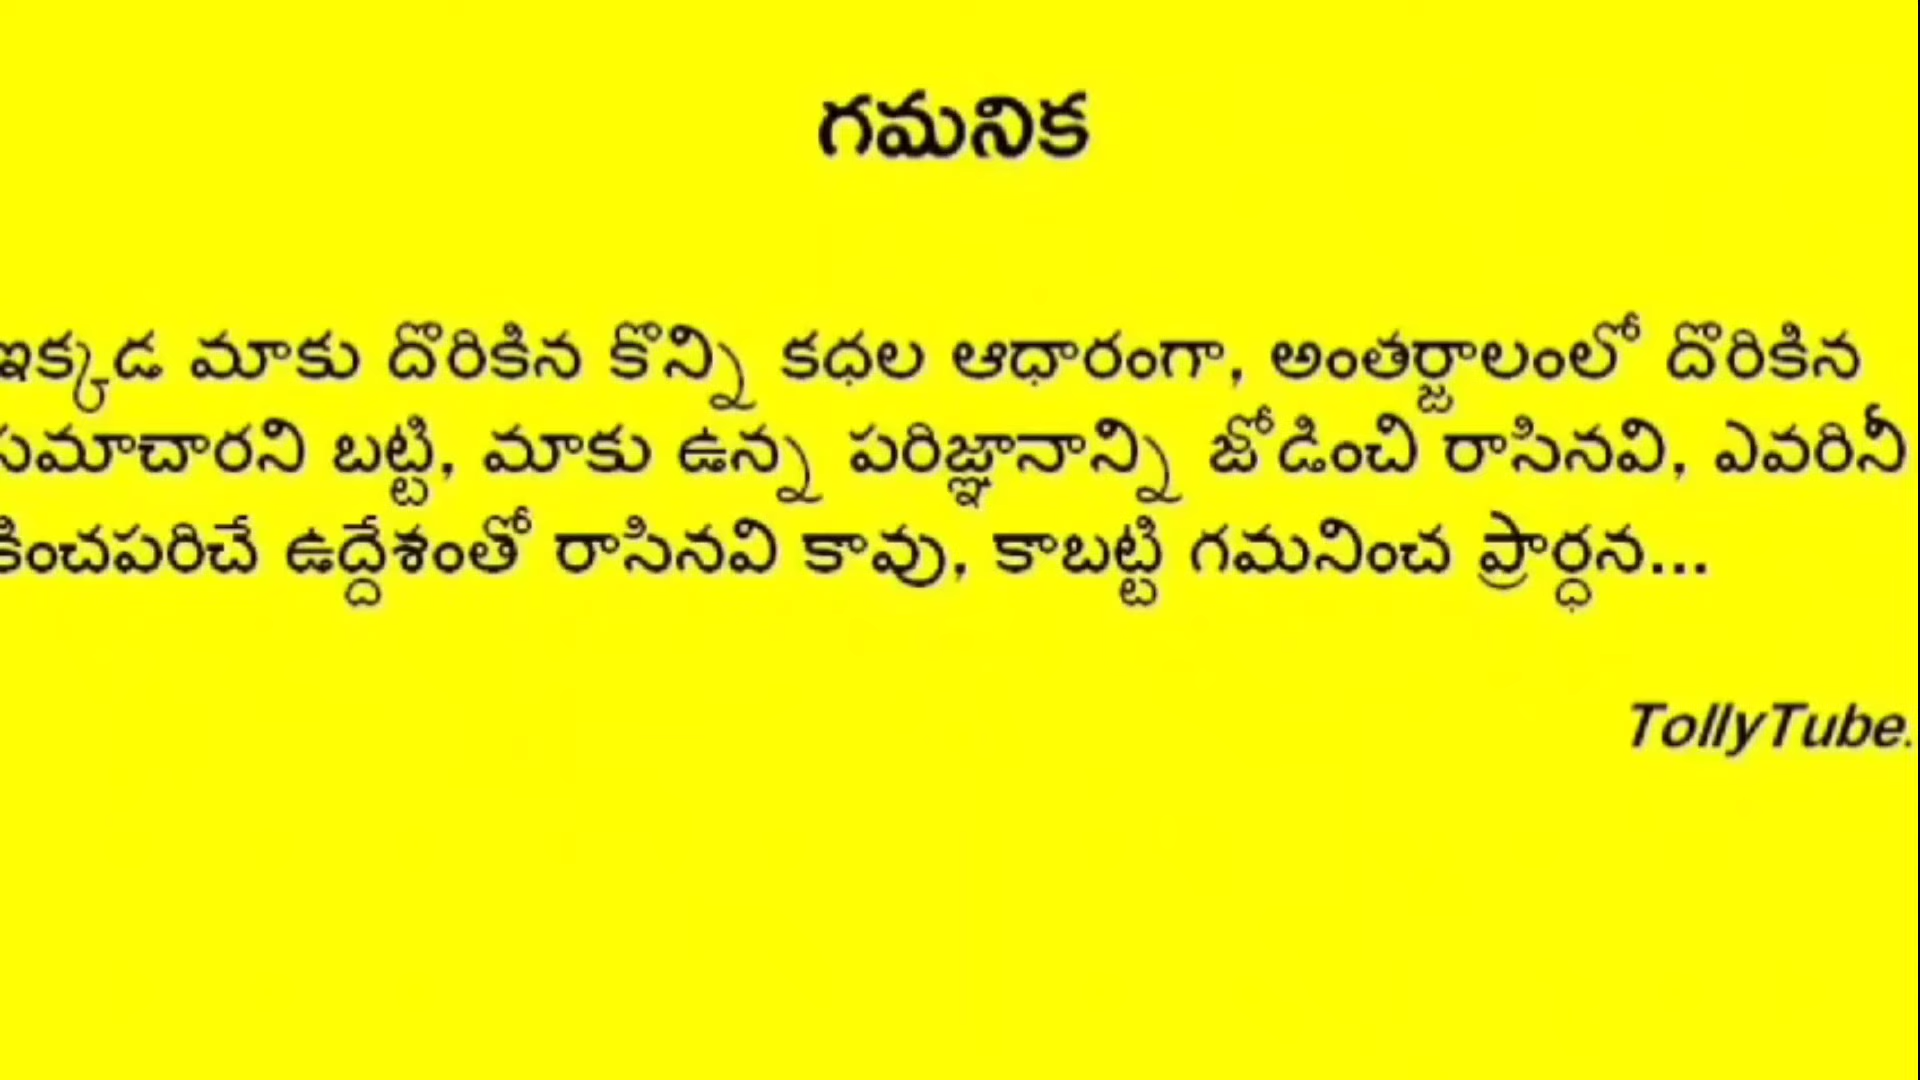 గమనిక
ఇక్కడ మాకు దొరికిన కొన్ని కధల ఆధారంగా, అంతర్జాలంలో దొరికిన
సమాచారని బట్టి, మాకు ఉన్న పరిజ్ఞానాన్ని జోడించి రాసినవి, ఎవరినీ
కించపరిచే ఉద్దేశంతో రాసినవి కావు, కాబట్టి గమనించ ప్రార్ధన...
TollyTube.